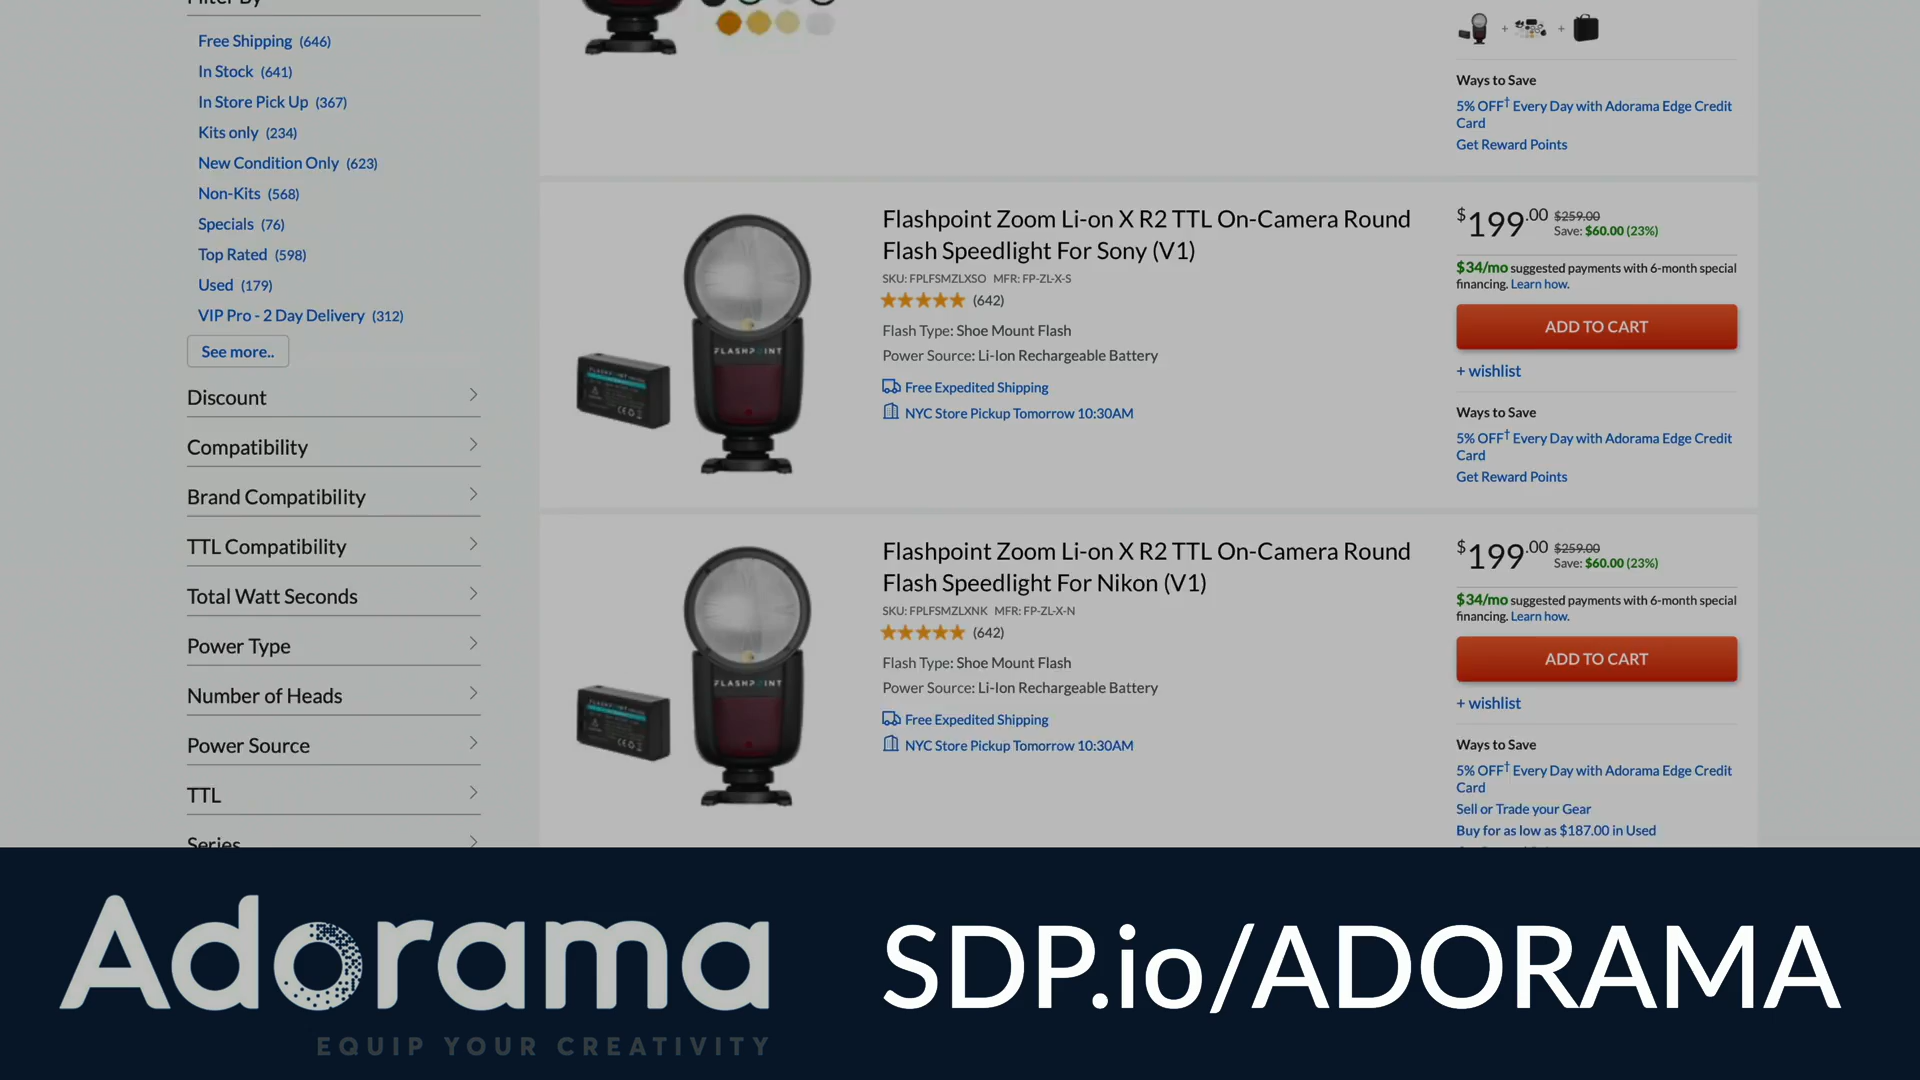 Filter By
Free Shipping (646)
In Stock (641)
In Store Pick Up (367)
Kits only (234)
New Condition Only (623)
Non-Kits (568)
Specials (76)
Top Rated (598)
Used (179)
VIP Pro - 2 Day Delivery (312)
See more..
Discount
Compatibility
Brand Compatibility
TTL Compatibility
Total Watt Seconds
Power Type
Number of Heads
Power Source
TTL
Series
+ +
Ways to Save
5% OFF† Every Day with Adorama Edge Credit
Card
Get Reward Points
FLASHPOINT
FLASHPOINT
Flashpoint Zoom Li-on X R2 TTL On-Camera Round
Flash Speedlight For Sony (V1)
SKU: FPLFSMZLXSO MFR: FP-ZL-X-S
(642)
Flash Type: Shoe Mount Flash
Power Source: Li-Ion Rechargeable Battery
Free Expedited Shipping
NYC Store Pickup Tomorrow 10:30AM
$199.00 $259.00
Save: $60.00 (23%)
$34/mo suggested payments with 6-month special
financing. Learn how.
ADD TO CART
+ wishlist
Ways to Save
5% OFF† Every Day with Adorama Edge Credit
Card
Get Reward Points
FLASHPOINT
FLASHPOINT
Flashpoint Zoom Li-on X R2 TTL On-Camera Round
Flash Speedlight For Nikon (V1)
SKU: FPLFSMZLXNK MFR: FP-ZL-X-N
(642)
Flash Type: Shoe Mount Flash
Power Source: Li-Ion Rechargeable Battery
Free Expedited Shipping
NYC Store Pickup Tomorrow 10:30AM
$199.00 $259.00
Save: $60.00 (23%)
$34/mo suggested payments with 6-month special
financing. Learn how.
ADD TO CART
+ wishlist
Ways to Save
5% OFF† Every Day with Adorama Edge Credit
Card
Sell or Trade your Gear
Buy for as low as $187.00 in Used
Adorama
EQUIP YOUR CREATIVITY
SDP.io/ADORAMA